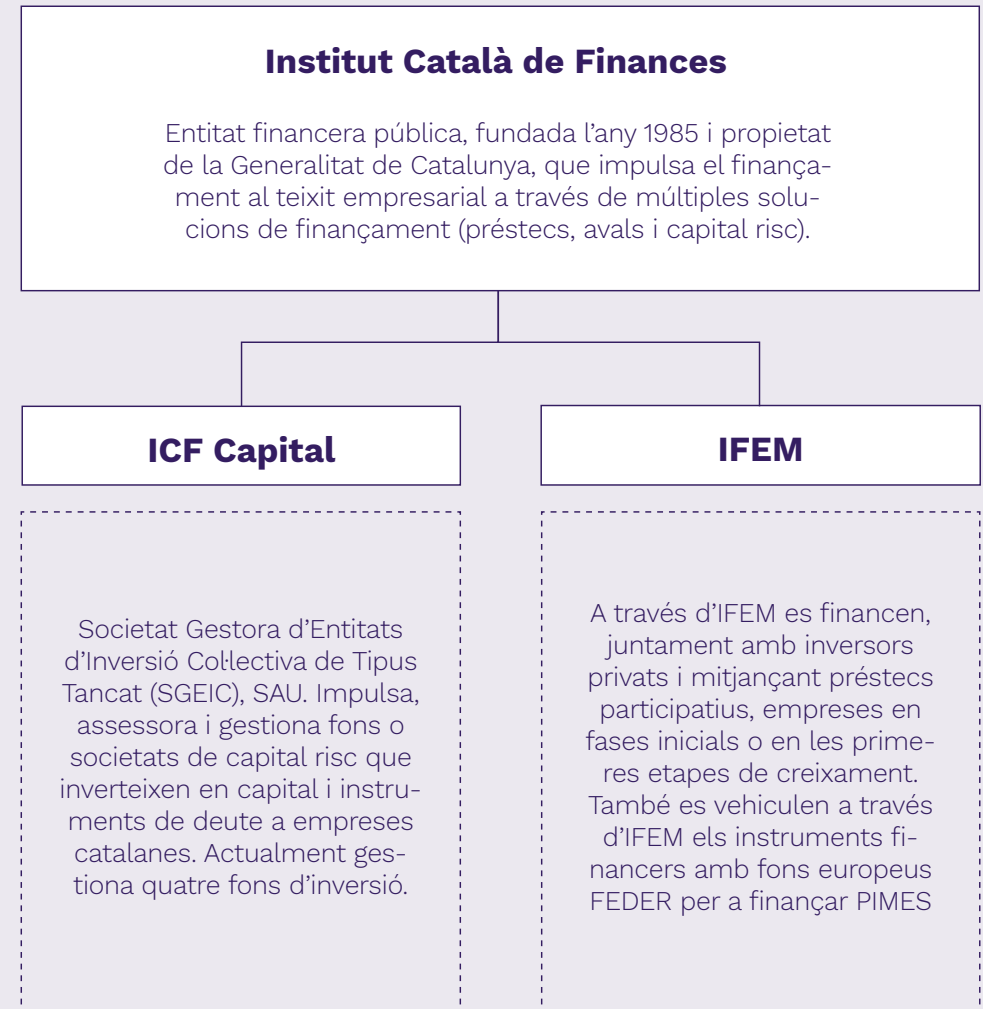 Institut Català de Finances
Entitat financera pública, fundada l’any 1985 i propietat
de la Generalitat de Catalunya, que impulsa el finança-
ment al teixit empresarial a través de múltiples solu-
cions de finançament (préstecs, avals i capital risc).
ICF Capital
Societat Gestora d’Entitats
d’Inversió Col·lectiva de Tipus
Tancat (SGEIC), SAU. Impulsa,
assessora i gestiona fons o
societats de capital risc que
inverteixen en capital i instru-
ments de deute a empreses
catalanes. Actualment ges-
tiona quatre fons d’inversió.
IFEM
A través d’IFEM es financen,
juntament amb inversors
privats i mitjançant préstecs
participatius, empreses en
fases inicials o en les prime-
res etapes de creixament.
També es vehiculen a través
d’IFEM els instruments fi-
nancers amb fons europeus
FEDER per a finançar PIMES